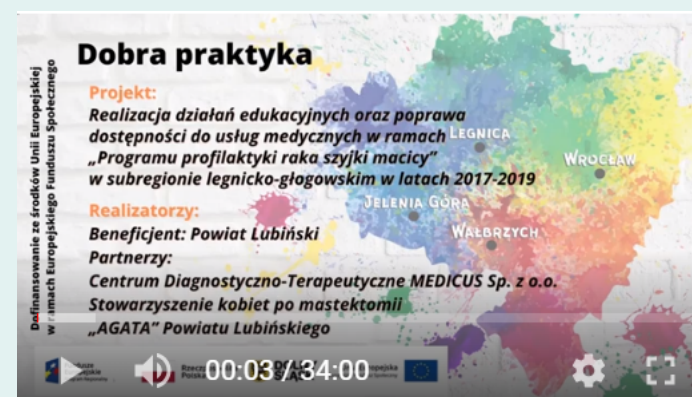 Dobra praktyka
Projekt:
Realizacja działań edukacyjnych oraz poprawa
dostępności do usług medycznych w ramach
„Programu profilaktyki raka szyjki macicy”
w subregionie legnicko-głogowskim w latach 2017-2019
Realizatorzy:
Beneficjent: Powiat Lubiński
Partnerzy:
Centrum Diagnostyczno-Terapeutyczne MEDICUS Sp. z o.o.
Stowarzyszenie kobiet po mastektomii
„AGATA” Powiatu Lubińskiego
Dofinansowanie ze środków Unii Europejskiej
w ramach Europejskiego Funduszu Społecznego
LEGNICA
WROCŁAW
JELENIA GÓRA
WAŁBRZYCH
00:03 / 34:00